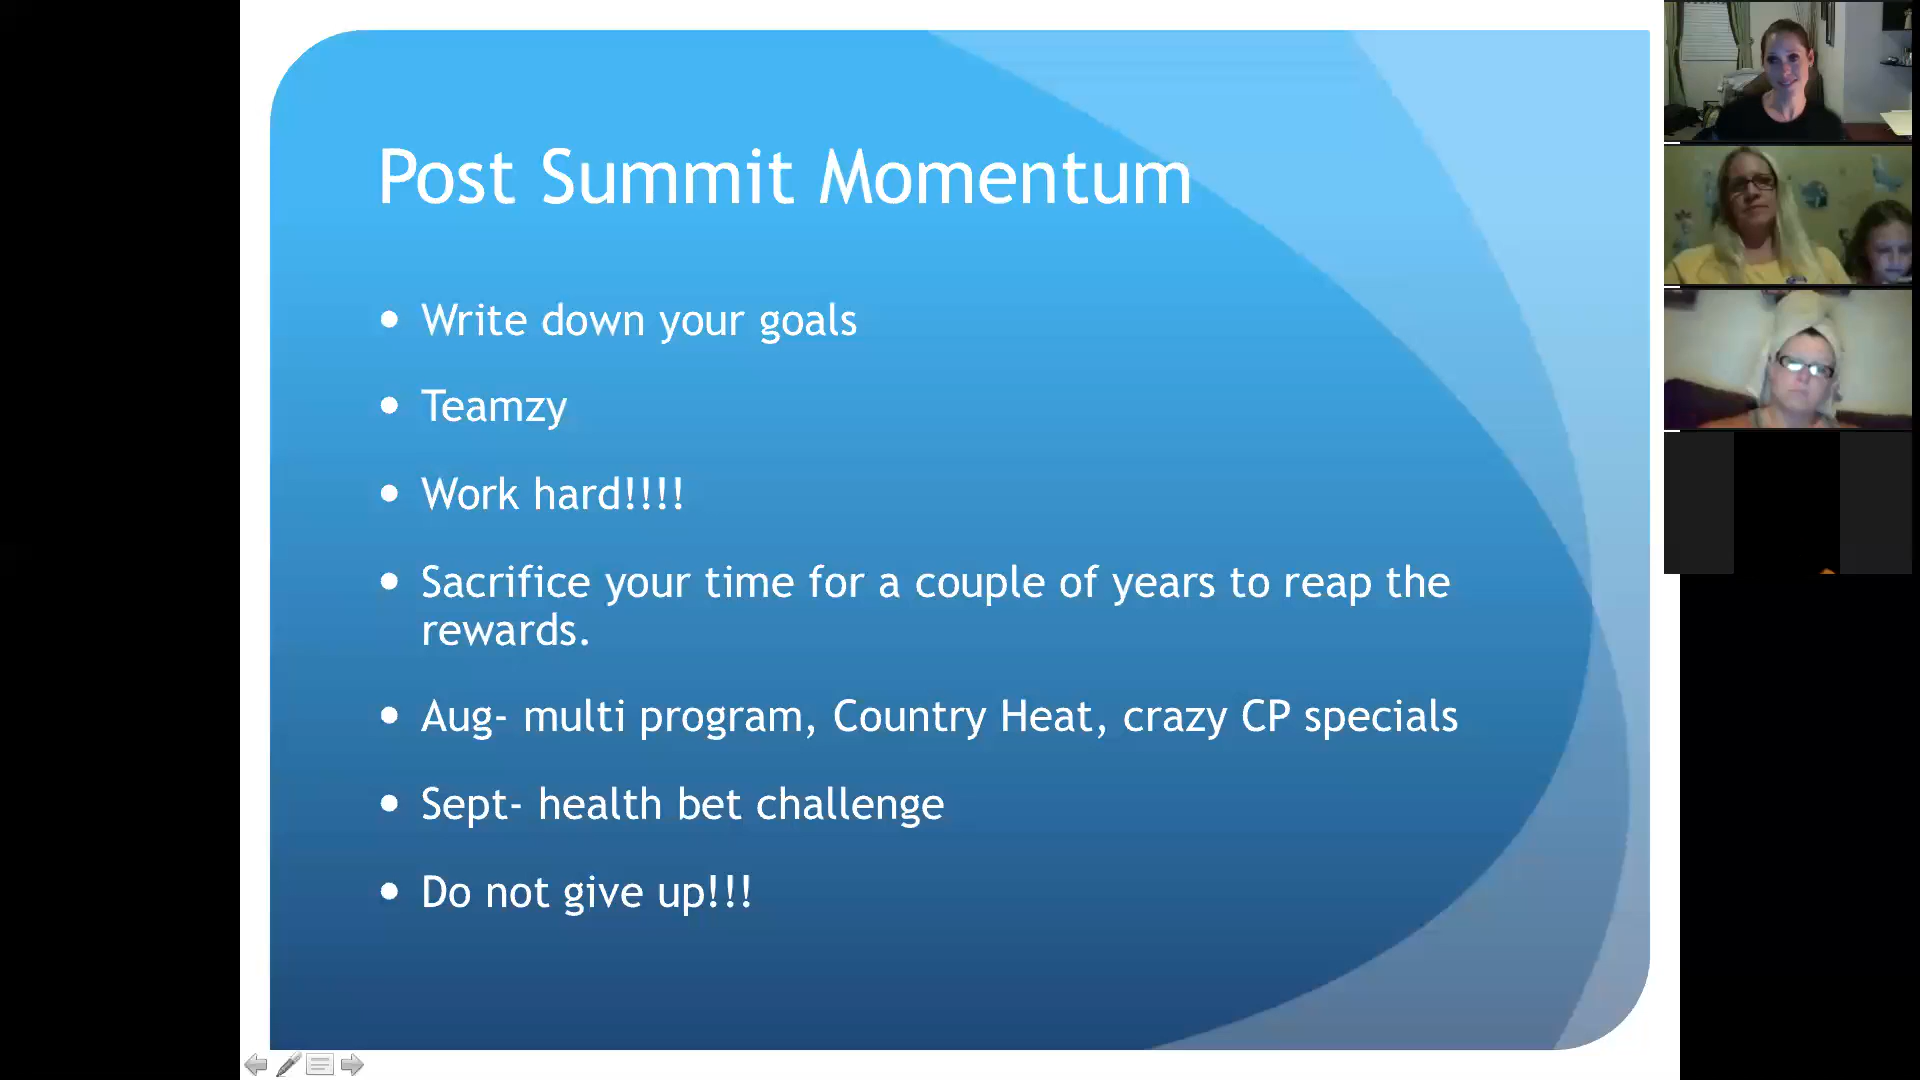 Post Summit Momentum
• Write down your goals
• Teamzy
• Work hard!!!!
• Sacrifice your time for a couple of years to reap the
rewards.
• Aug- multi program, Country Heat, crazy CP specials
• Sept- health bet challenge
• Do not give up!!!